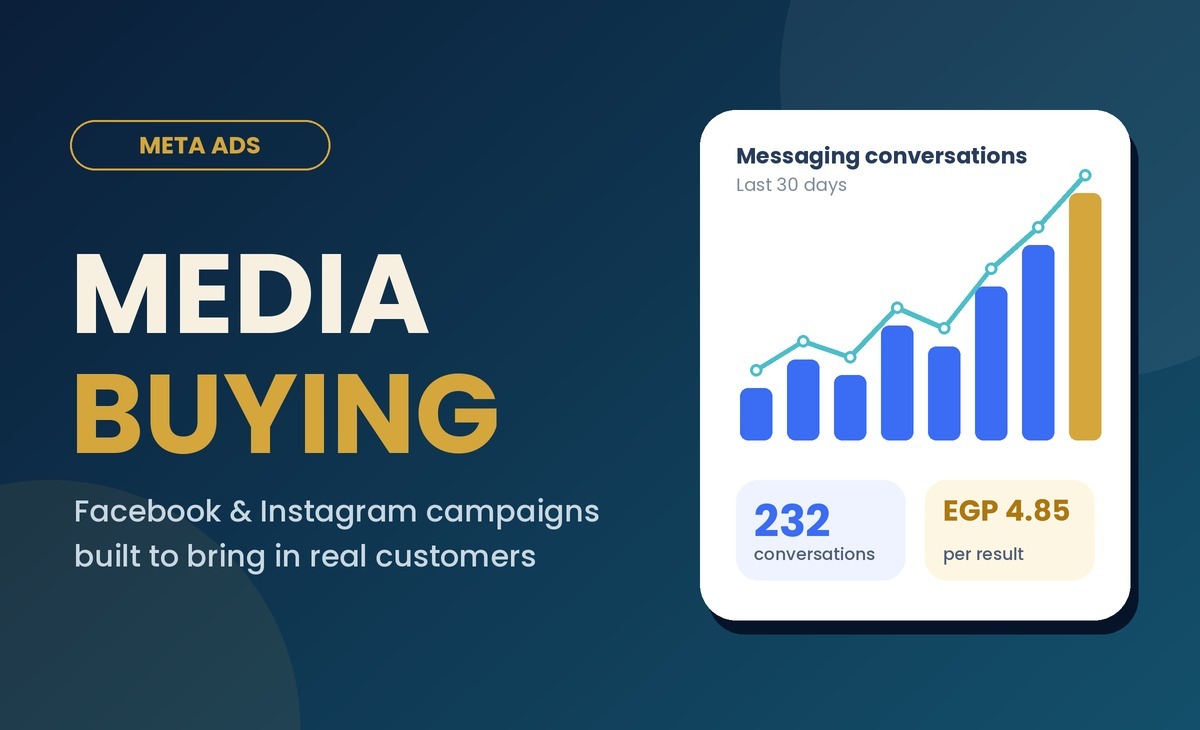 META ADS
MEDIA
BUYING
Facebook & Instagram campaigns
built to bring in real customers
Messaging conversations
Last 30 days
232
conversations
EGP 4.85
per result